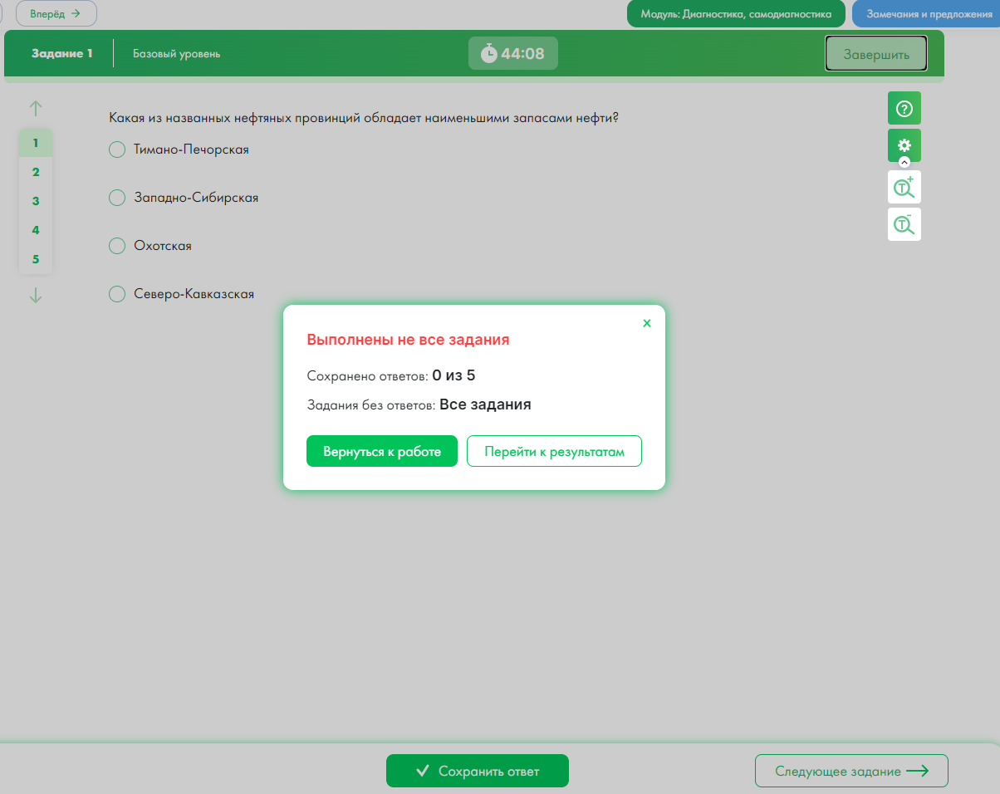 Вперёд
Модуль: Диагностика, самодиагностика
Замечания и предложения
Задание 1
Базовый уровень
44:08
Завершить
Какая из названных нефтяных провинций обладает наименьшими запасами нефти?
1
Тимано-Печорская
2
Западно-Сибирская
3
4
Охотская
5
Северо-Кавказская
Выполнены не все задания
Сохранено ответов: 0 из 5
Задания без ответов: Все задания
Вернуться к работе
Перейти к результатам
Сохранить ответ
Следующее задание